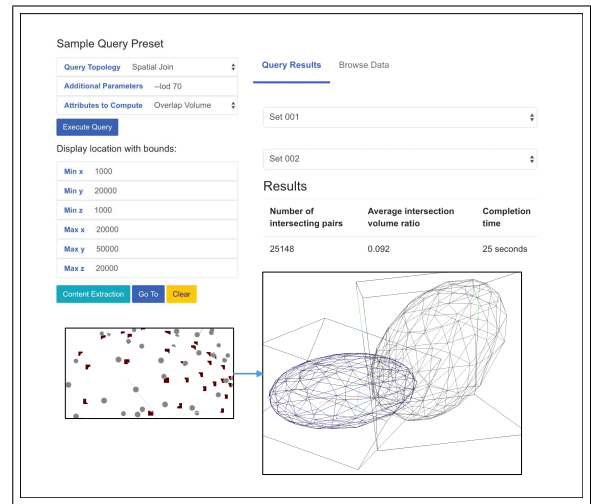 Sample Query Preset
Query Topology Spatial Join
Additional Parameters --lod 70
Attributes to Compute Overlap Volume
Execute Query
Display location with bounds:
Min x 1000
Min y 20000
Min z 1000
Max x 20000
Max y 50000
Max z 20000
Content Extraction Go To Clear
Query Results Browse Data
Set 001
Set 002
Results
Number of intersecting pairs Average intersection volume ratio Completion time
25148 0.092 25 seconds